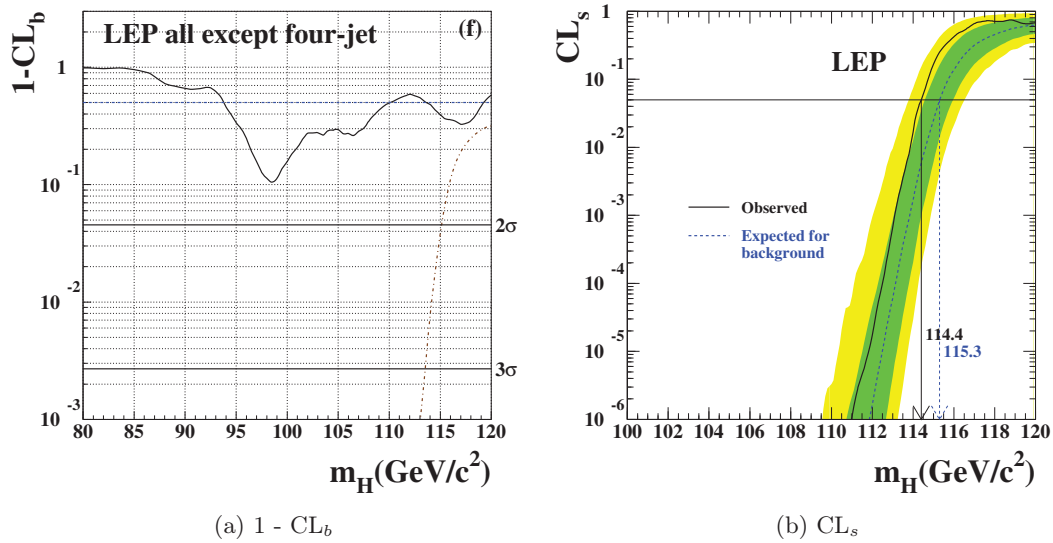 LEP all except four-jet
(f)
1-CL_b
1
10^-1
10^-2
10^-3
2σ
3σ
80 85 90 95 100 105 110 115 120
m_H(GeV/c^2)
(a) 1 - CL_b
CL_s
LEP
1
10^-1
10^-2
10^-3
10^-4
10^-5
10^-6
Observed
Expected for
background
114.4
115.3
100 102 104 106 108 110 112 114 116 118 120
m_H(GeV/c^2)
(b) CL_s